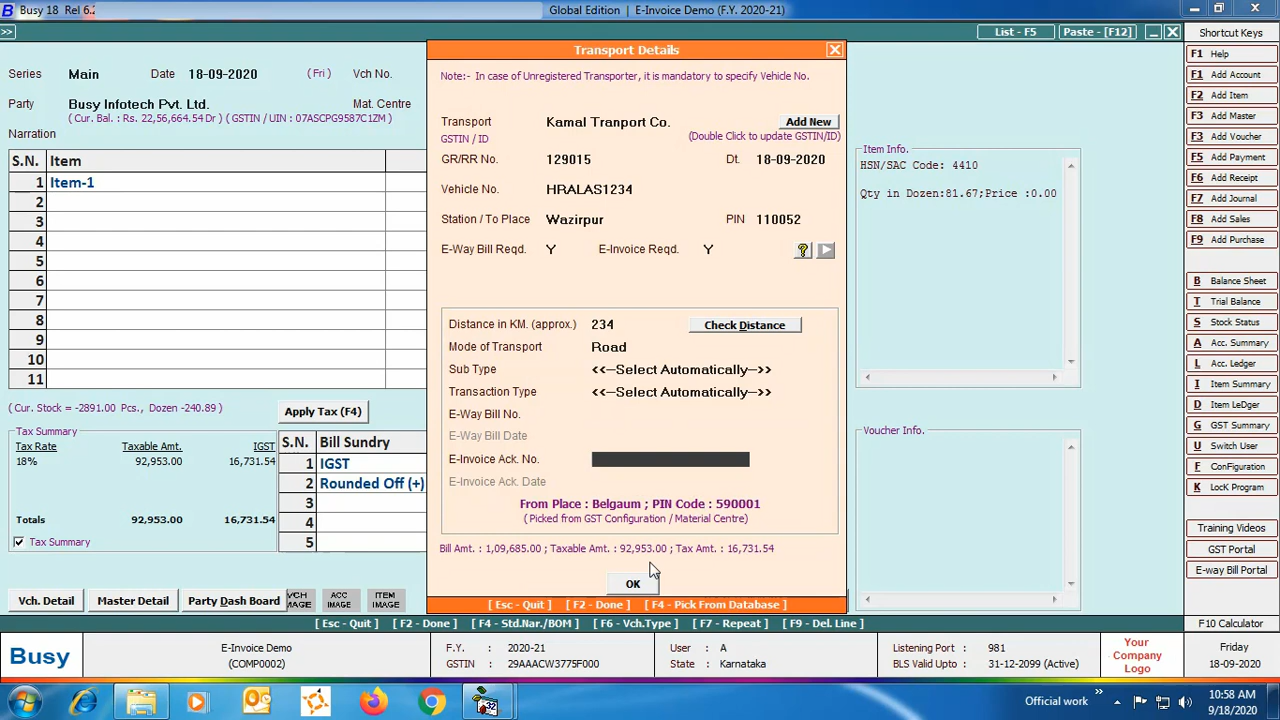 Busy 18 Rel 6.2
Global Edition | E-Invoice Demo (F.Y. 2020-21)
>>
List - F5
Paste - [F12]
Shortcut Keys
Series Main Date 18-09-2020 (Fri) Vch No.
Party Busy Infotech Pvt. Ltd. Mat. Centre
(Cur. Bal : Rs. 22,56,664.54 Dr) (GSTIN / UIN : 07ASCPG9587C1ZM)
Narration
S.N. Item
1 Item-1
2
3
4
5
6
7
8
9
10
11
(Cur. Stock = -2891.00 Pcs., Dozen -240.89)
Apply Tax (F4)
Tax Summary
Tax Rate Taxable Amt. IGST
18% 92,953.00 16,731.54
Totals 92,953.00 16,731.54
Tax Summary
S.N. Bill Sundry
1 IGST
2 Rounded Off (+)
3
4
5
Vch. Detail
Master Detail
Party Dash Board
VCH IMAGE
ACC IMAGE
ITEM IMAGE
Transport Details
Note:- In case of Unregistered Transporter, it is mandatory to specify Vehicle No.
Transport Kamal Tranport Co. Add New
GSTIN / ID (Double Click to update GSTIN/ID)
GR/RR No. 129015 Dt. 18-09-2020
Vehicle No. HRALAS1234
Station / To Place Wazirpur PIN 110052
E-Way Bill Reqd. Y E-Invoice Reqd. Y ?
Distance in KM. (approx.) 234 Check Distance
Mode of Transport Road
Sub Type <<--Select Automatically-->>
Transaction Type <<--Select Automatically-->>
E-Way Bill No.
E-Way Bill Date
E-Invoice Ack. No.
E-Invoice Ack. Date
From Place : Belgaum ; PIN Code : 590001
(Picked from GST Configuration / Material Centre)
Bill Amt. : 1,09,685.00 ; Taxable Amt. : 92,953.00 ; Tax Amt. : 16,731.54
OK
[Esc - Quit] [F2 - Done] [F4 - Pick From Database]
[Esc - Quit] [F2 - Done] [F4 - Std.Nar./BOM] [F6 - Vch.Type] [F7 - Repeat] [F9 - Del. Line]
Item Info.
HSN/SAC Code: 4410
Qty in Dozen:81.67;Price :0.00
Voucher Info.
F1 Help
F1 Add Account
F2 Add Item
F3 Add Master
F3 Add Voucher
F5 Add Payment
F6 Add Receipt
F7 Add Journal
F8 Add Sales
F9 Add Purchase
B Balance Sheet
T Trial Balance
S Stock Status
A Acc. Summary
L Acc. Ledger
I Item Summary
D Item LeDger
G GST Summary
U Switch User
F Configuration
K LocK Program
Training Videos
GST Portal
E-way Bill Portal
F10 Calculator
Busy
E-Invoice Demo
(COMP0002)
F.Y. : 2020-21
GSTIN : 29AAACW3775F000
User : A
State : Karnataka
Listening Port : 981
BLS Valid Upto : 31-12-2099 (Active)
Your Company Logo
Friday
18-09-2020
Official work
10:58 AM
9/18/2020